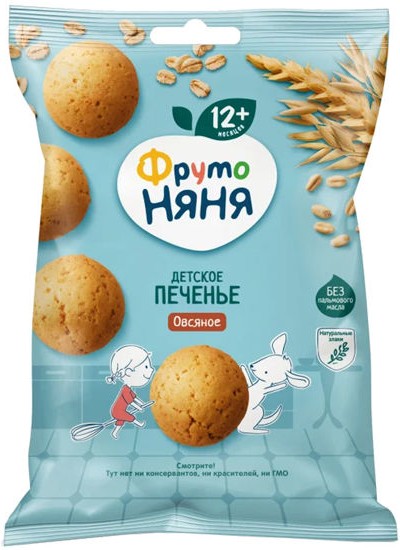 12+
месяцев
Фруто
Няня
ДЕТСКОЕ
ПЕЧЕНЬЕ
Овсяное
БЕЗ
пальмового
масла
Натуральные
злаки
Смотрите!
Тут нет ни консервантов, ни красителей, ни ГМО